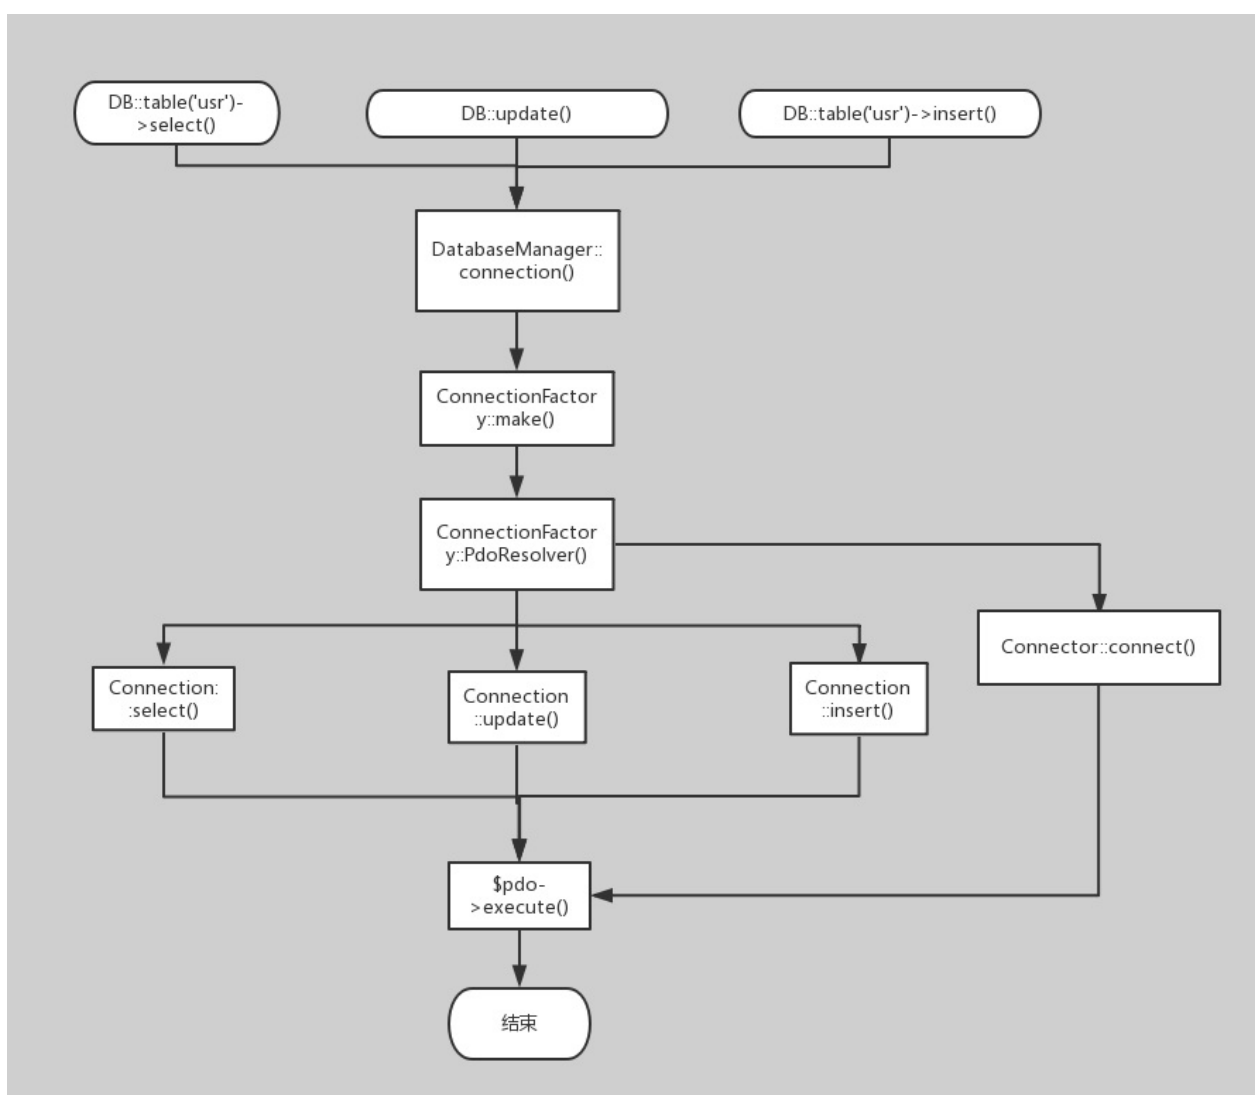 DB::table('usr')-
>select()
DB::update()
DB::table('usr')->insert()
DatabaseManager::
connection()
ConnectionFactor
y::make()
ConnectionFactor
y::PdoResolver()
Connector::connect()
Connection:
:select()
Connection
::update()
Connection
::insert()
$pdo-
>execute()
结束